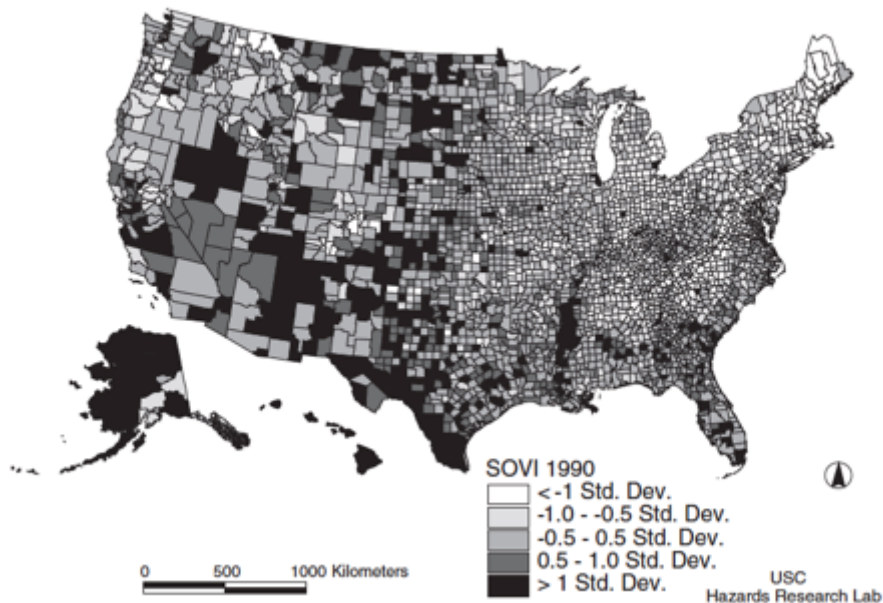 SOVI 1990
< -1 Std. Dev.
-1.0 - -0.5 Std. Dev.
-0.5 - 0.5 Std. Dev.
0.5 - 1.0 Std. Dev.
> 1 Std. Dev.
0 500 1000 Kilometers
USC
Hazards Research Lab